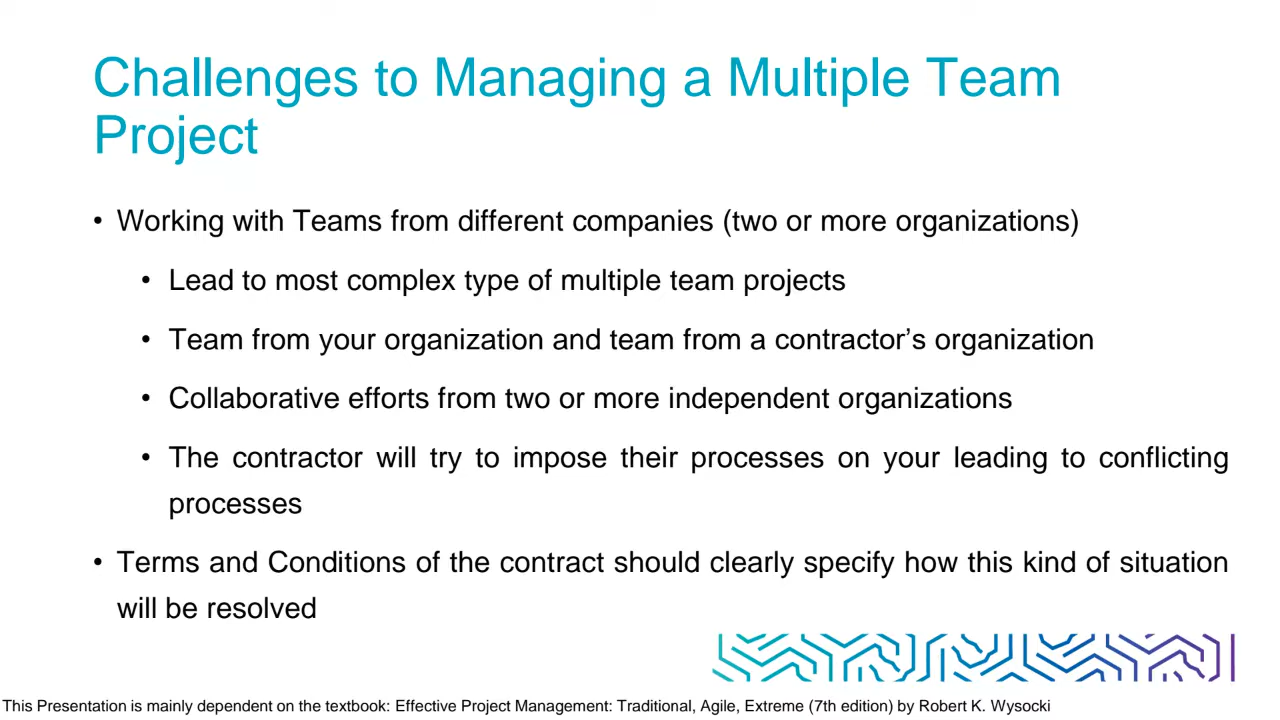 Challenges to Managing a Multiple Team
Project
• Working with Teams from different companies (two or more organizations)
• Lead to most complex type of multiple team projects
• Team from your organization and team from a contractor’s organization
• Collaborative efforts from two or more independent organizations
• The contractor will try to impose their processes on your leading to conflicting
processes
• Terms and Conditions of the contract should clearly specify how this kind of situation
will be resolved
This Presentation is mainly dependent on the textbook: Effective Project Management: Traditional, Agile, Extreme (7th edition) by Robert K. Wysocki